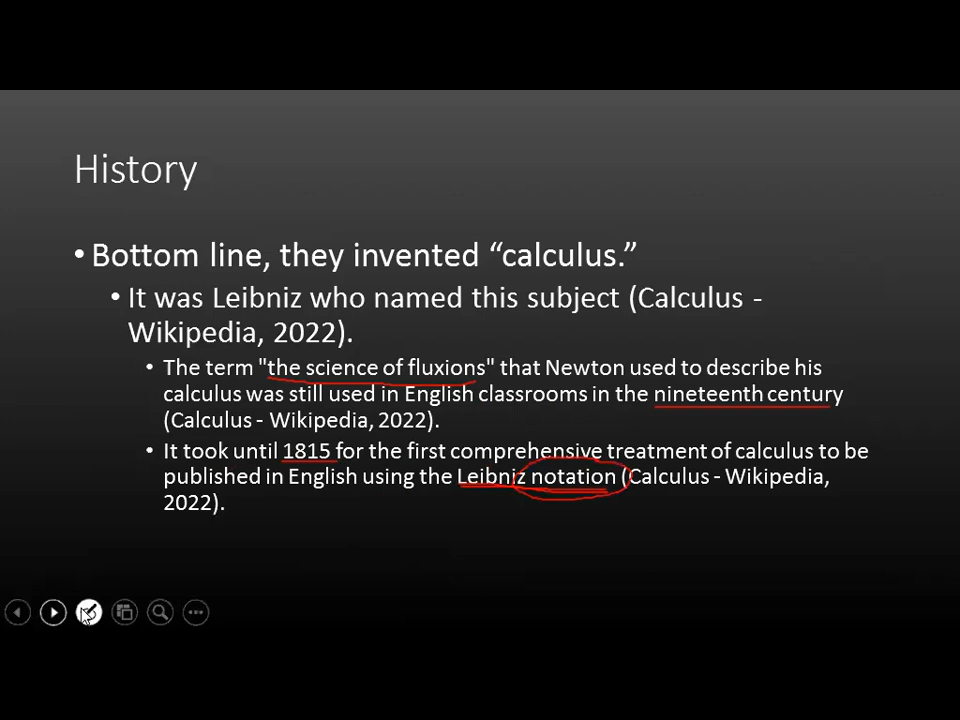 History
• Bottom line, they invented “calculus.”
• It was Leibniz who named this subject (Calculus -
Wikipedia, 2022).
• The term "the science of fluxions" that Newton used to describe his
calculus was still used in English classrooms in the nineteenth century
(Calculus - Wikipedia, 2022).
• It took until 1815 for the first comprehensive treatment of calculus to be
published in English using the Leibniz notation (Calculus - Wikipedia,
2022).